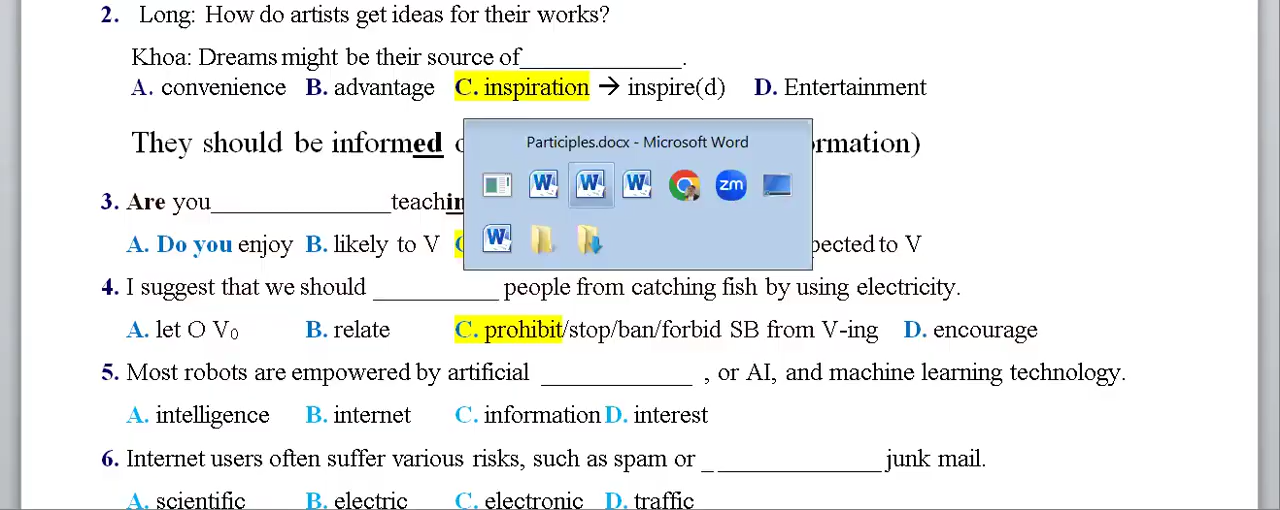 2. Long: How do artists get ideas for their works?
Khoa: Dreams might be their source of_____________.
A. convenience B. advantage C. inspiration → inspire(d) D. Entertainment
They should be informed rmation)
Participles.docx - Microsoft Word
zm
3. Are you_______________teach
A. Do you enjoy B. likely to V pected to V
4. I suggest that we should __________ people from catching fish by using electricity.
A. let O V₀ B. relate C. prohibit/stop/ban/forbid SB from V-ing D. encourage
5. Most robots are empowered by artificial ____________ , or AI, and machine learning technology.
A. intelligence B. internet C. information D. interest
6. Internet users often suffer various risks, such as spam or _ _____________junk mail.
A. scientific B. electric C. electronic D. traffic